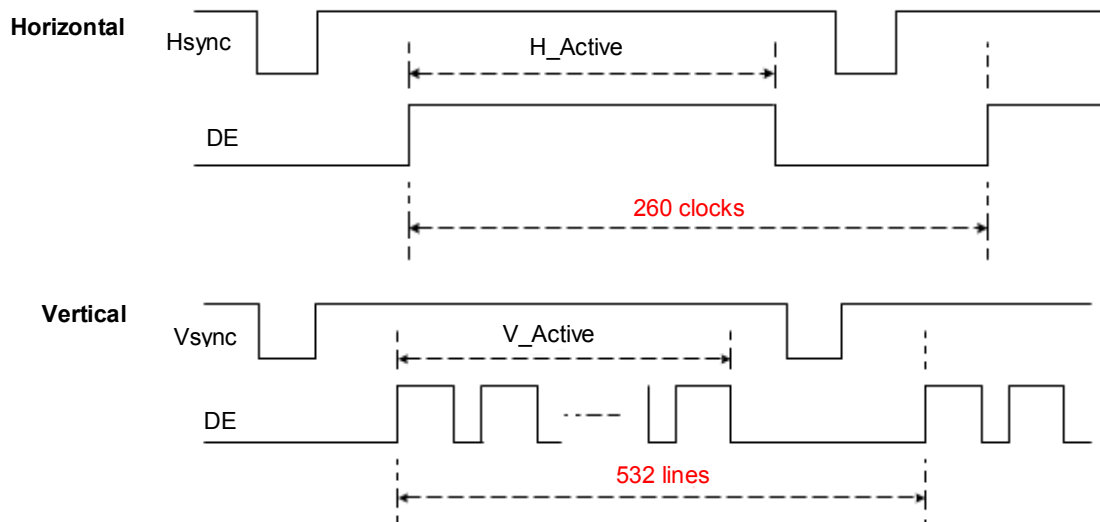 Horizontal
Hsync
H_Active
DE
260 clocks
Vertical
Vsync
V_Active
DE
532 lines